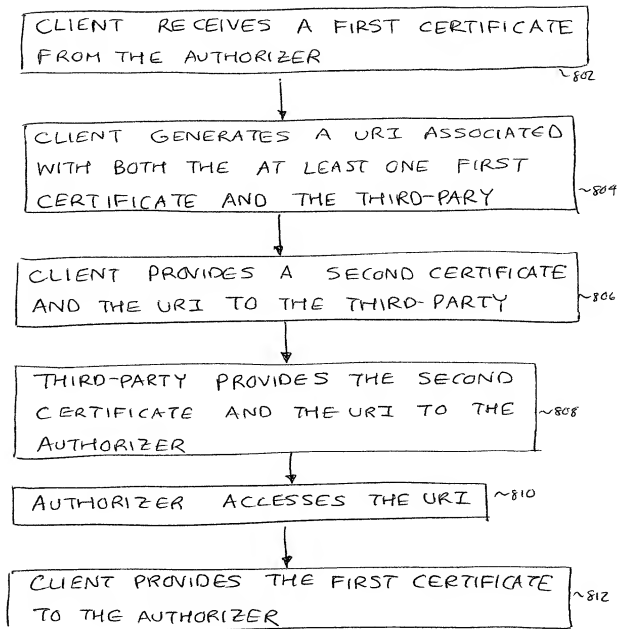 CLIENT RECEIVES A FIRST CERTIFICATE
FROM THE AUTHORIZER
~802
CLIENT GENERATES A URI ASSOCIATED
WITH BOTH THE AT LEAST ONE FIRST
CERTIFICATE AND THE THIRD-PARY
~804
CLIENT PROVIDES A SECOND CERTIFICATE
AND THE URI TO THE THIRD-PARTY
~806
THIRD-PARTY PROVIDES THE SECOND
CERTIFICATE AND THE URI TO THE
AUTHORIZER
~808
AUTHORIZER ACCESSES THE URI
~810
CLIENT PROVIDES THE FIRST CERTIFICATE
TO THE AUTHORIZER
~812